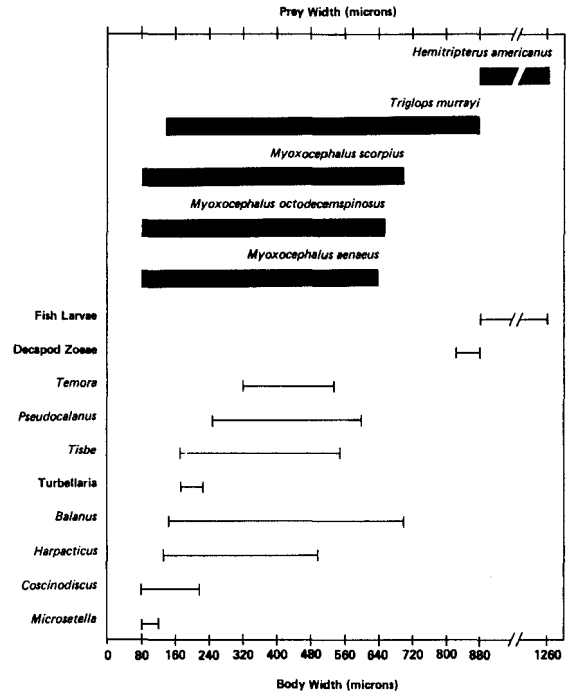 Prey Width (microns)
Hemitripterus americanus
Triglops murrayi
Myoxocephalus scorpius
Myoxocephalus octodecemspinosus
Myoxocephalus aenaeus
Fish Larvae
Decapod Zoeae
Temora
Pseudocalanus
Tisbe
Turbellaria
Balanus
Harpacticus
Coscinodiscus
Microsetella
0 80 160 240 320 400 480 560 640 720 880 1260
Body Width (microns)